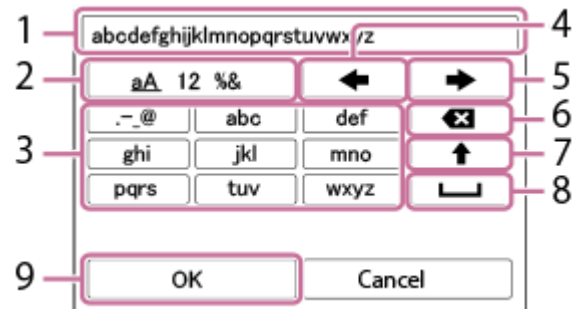 1
abcdefghijklmnopqrstuvwxyz
4
2
aA 12 %&
5
.-_@ abc def
6
3
ghi jkl mno
7
pqrs tuv wxyz
8
9
OK Cancel